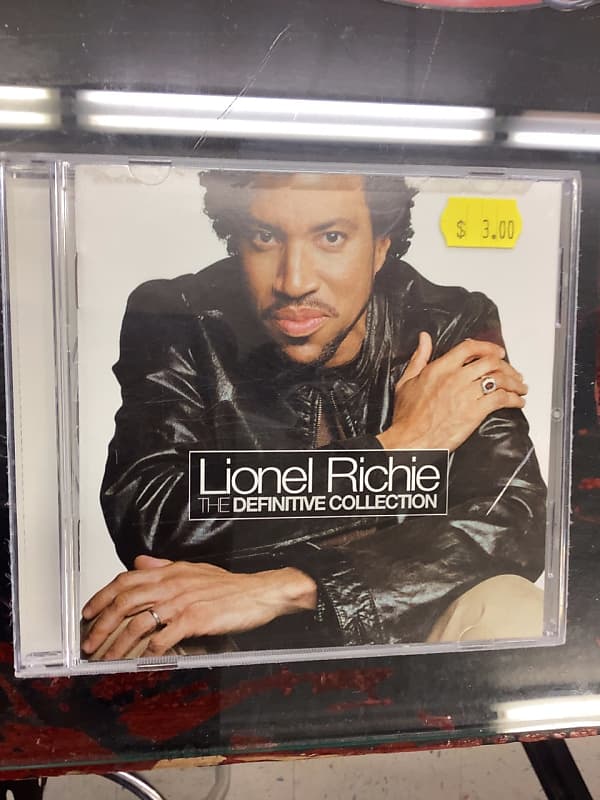 $ 3.00
Lionel Richie
THE DEFINITIVE COLLECTION